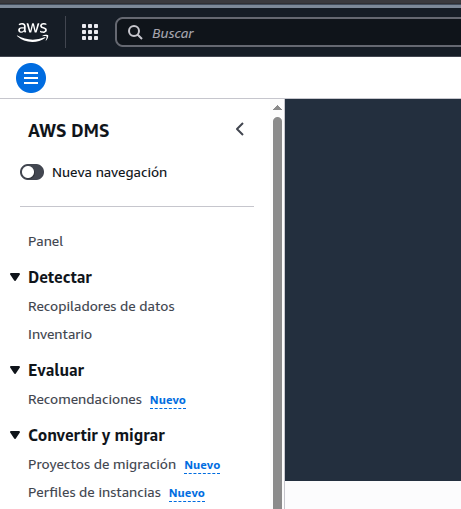 aws
Buscar
AWS DMS
Nueva navegación
Panel
Detectar
Recopiladores de datos
Inventario
Evaluar
Recomendaciones Nuevo
Convertir y migrar
Proyectos de migración Nuevo
Perfiles de instancias Nuevo